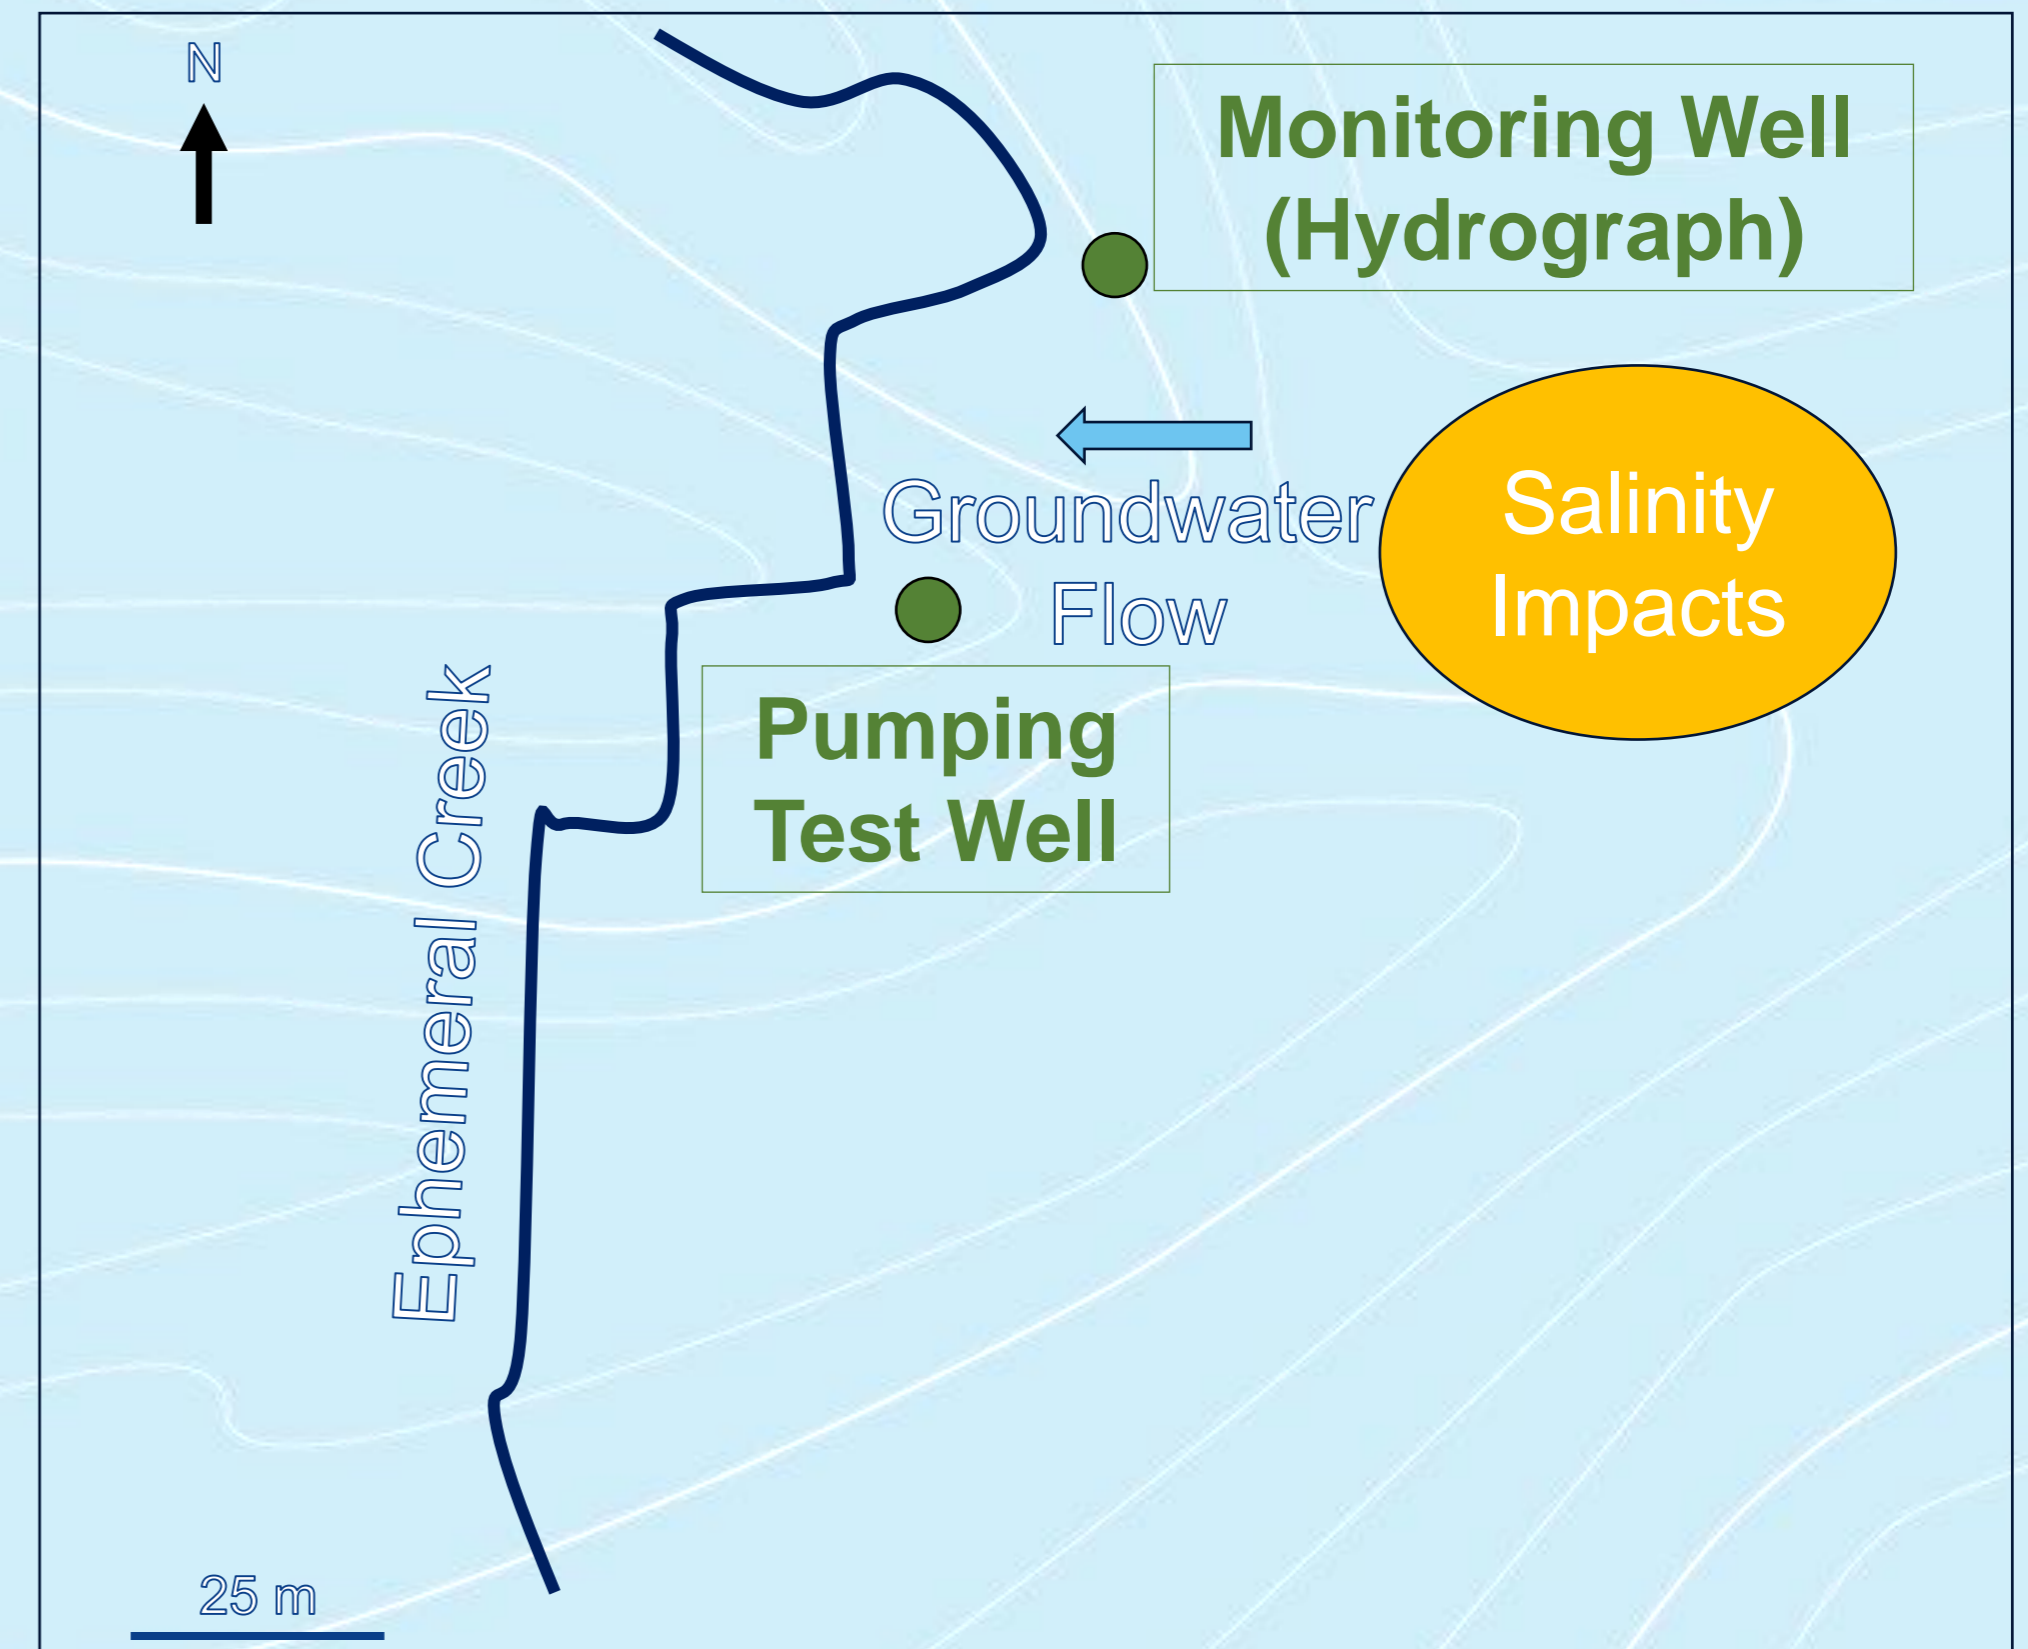 N
Monitoring Well
(Hydrograph)
Groundwater
Flow
Salinity
Impacts
Pumping
Test Well
Ephemeral Creek
25 m